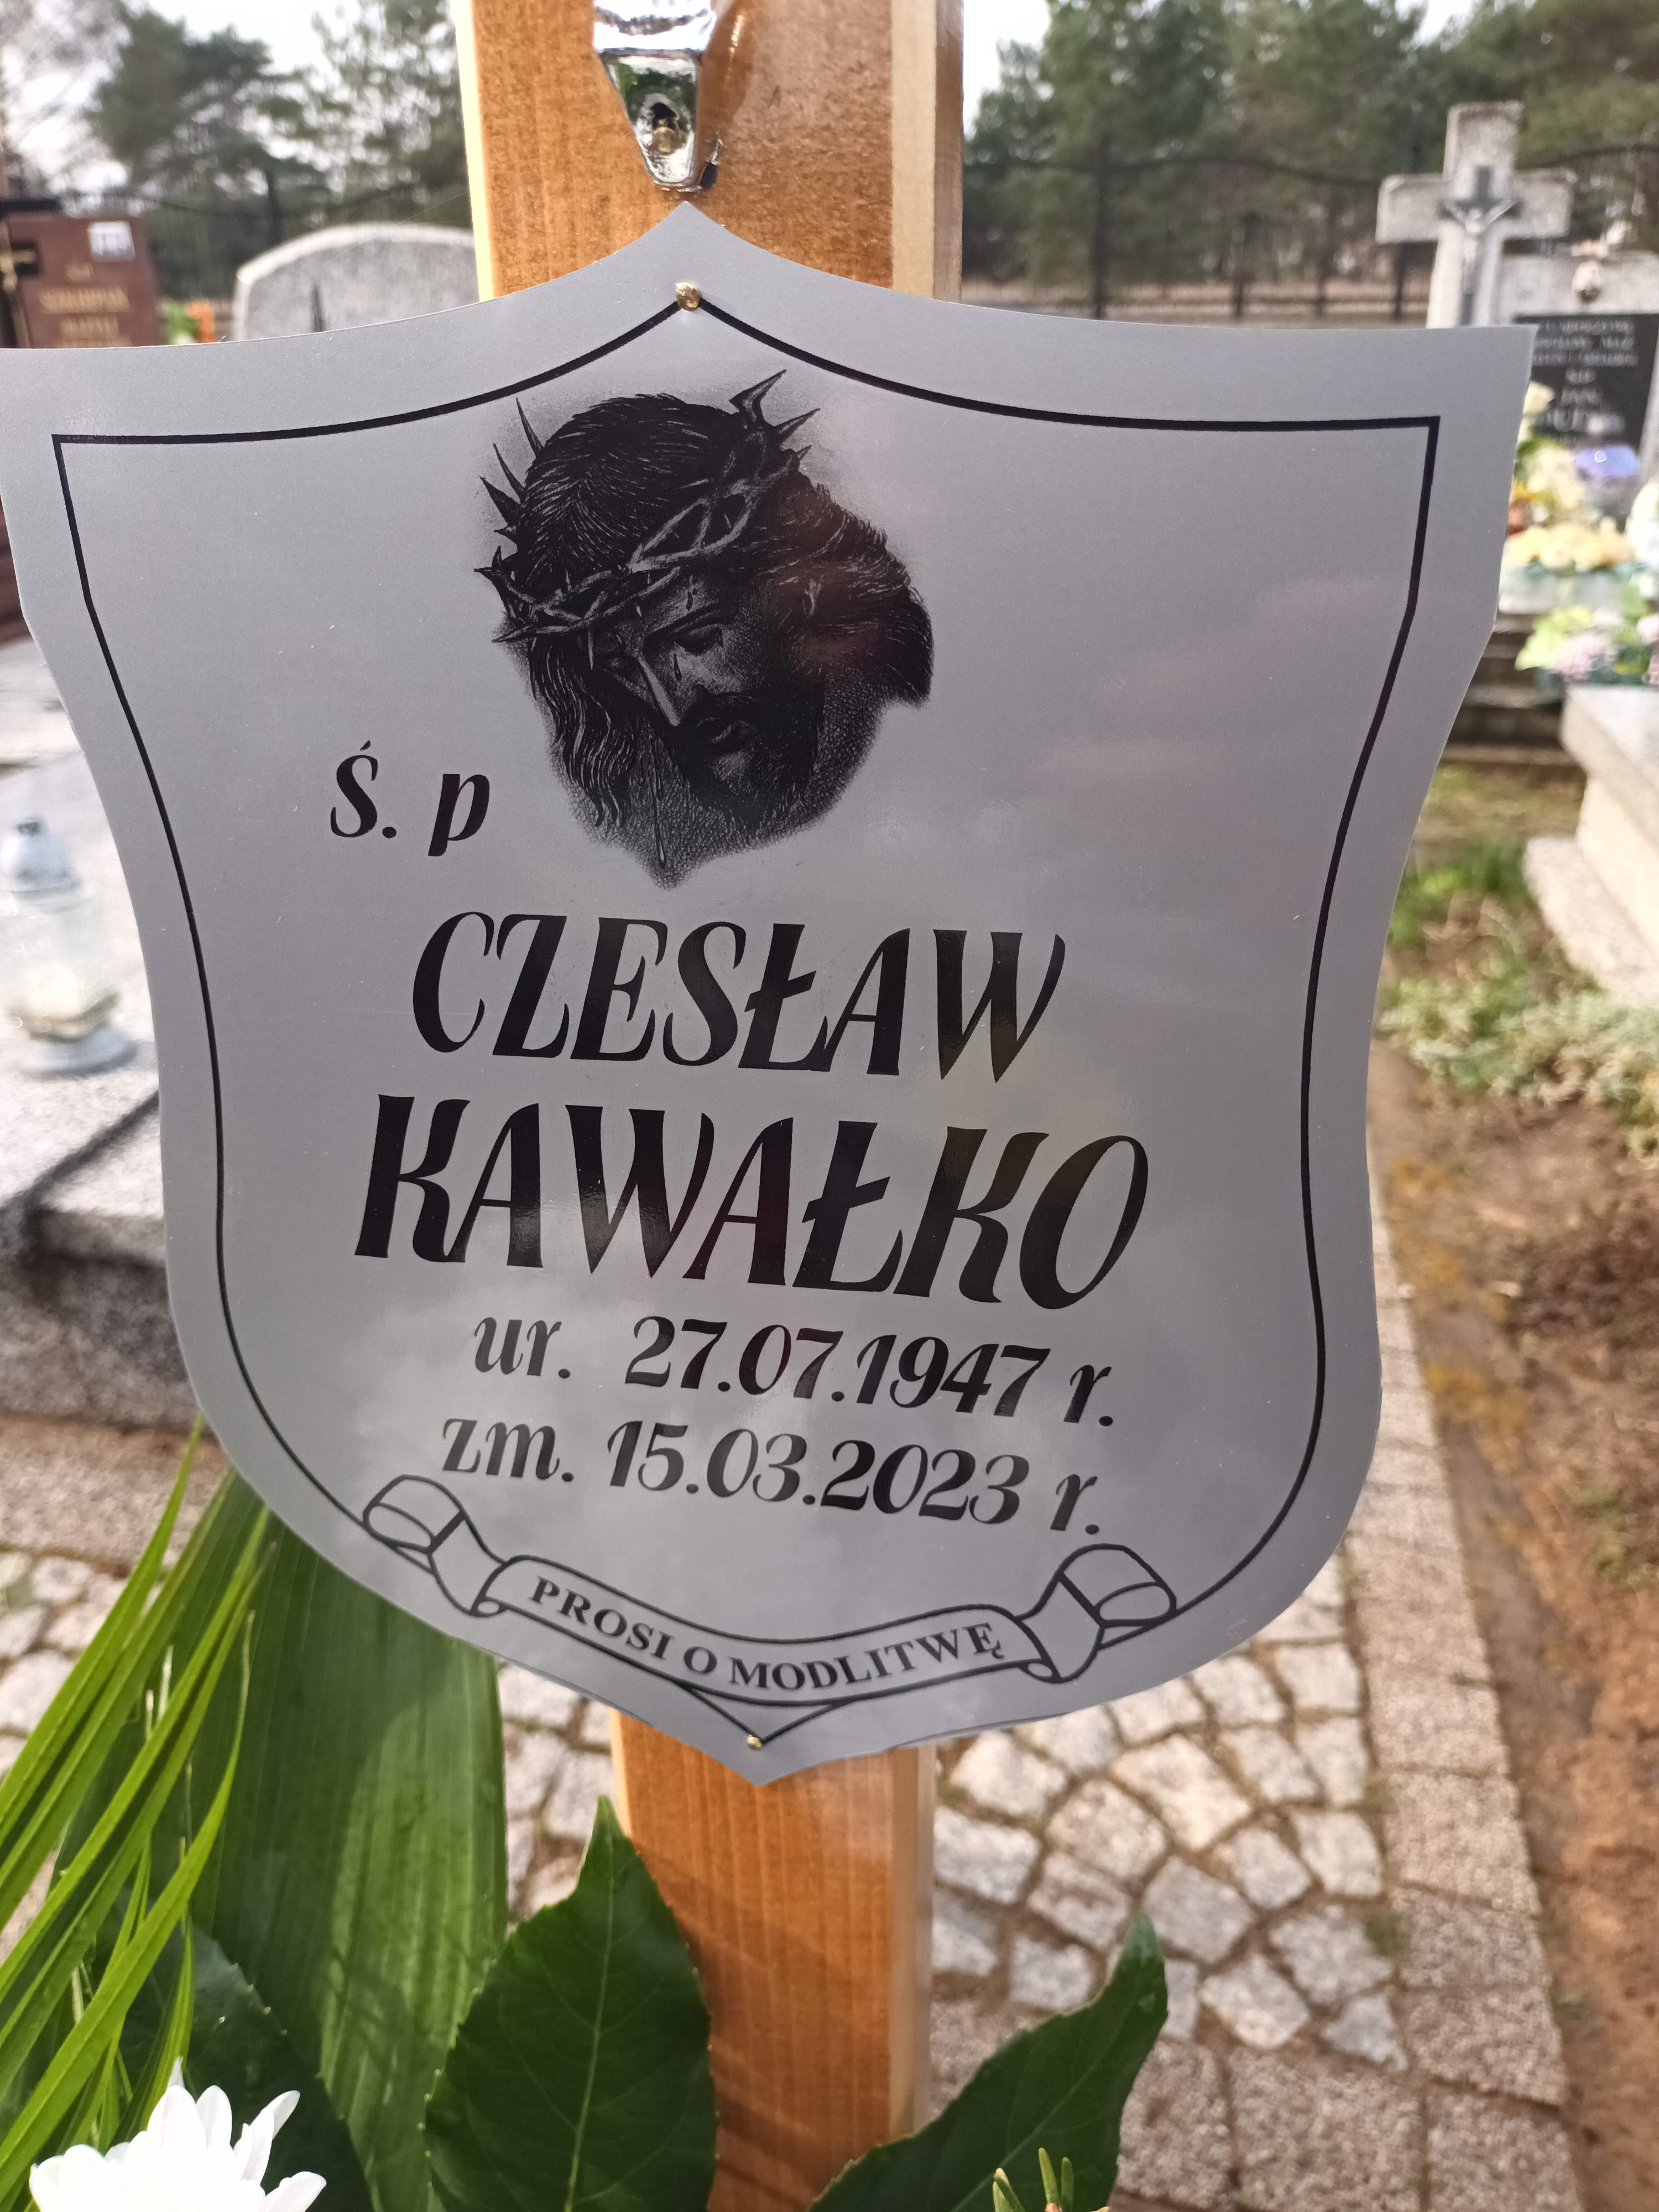 Ś. p
CZESŁAW
KAWAŁKO
ur. 27.07.1947 r.
zm. 15.03.2023 r.
PROSI O MODLITWĘ